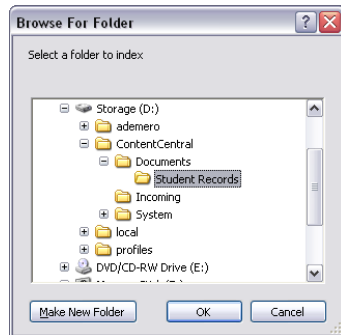 Browse For Folder
Select a folder to index
Storage (D:)
ademero
ContentCentral
Documents
Student Records
Incoming
System
local
profiles
DVD/CD-RW Drive (E:)
Make New Folder
OK
Cancel